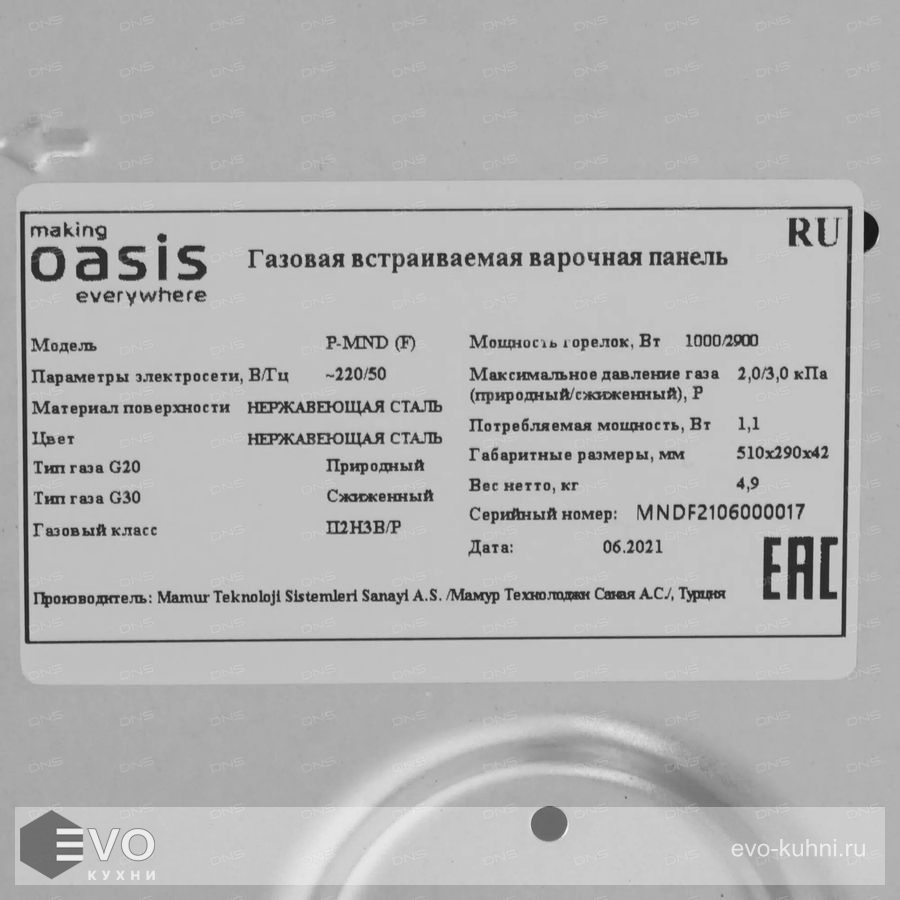 making
oasis
everywhere
Газовая встраиваемая варочная панель
RU
Модель P-MND (F)
Параметры электросети, В/Гц ~220/50
Материал поверхности НЕРЖАВЕЮЩАЯ СТАЛЬ
Цвет НЕРЖАВЕЮЩАЯ СТАЛЬ
Тип газа G20 Природный
Тип газа G30 Сжиженный
Газовый класс II2H3B/P
Мощность горелок, Вт 1000/2900
Максимальное давление газа 2,0/3,0 кПа
(природный/сжиженный), Р
Потребляемая мощность, Вт 1,1
Габаритные размеры, мм 510x290x42
Вес нетто, кг 4,9
Серийный номер: MNDF2106000017
Дата: 06.2021
EAC
Производитель: Mamur Teknoloji Sistemleri Sanayi A.S. /Мамур Технолоджи Саная А.С./, Турция
EVO
КУХНИ
evo-kuhni.ru
DNS